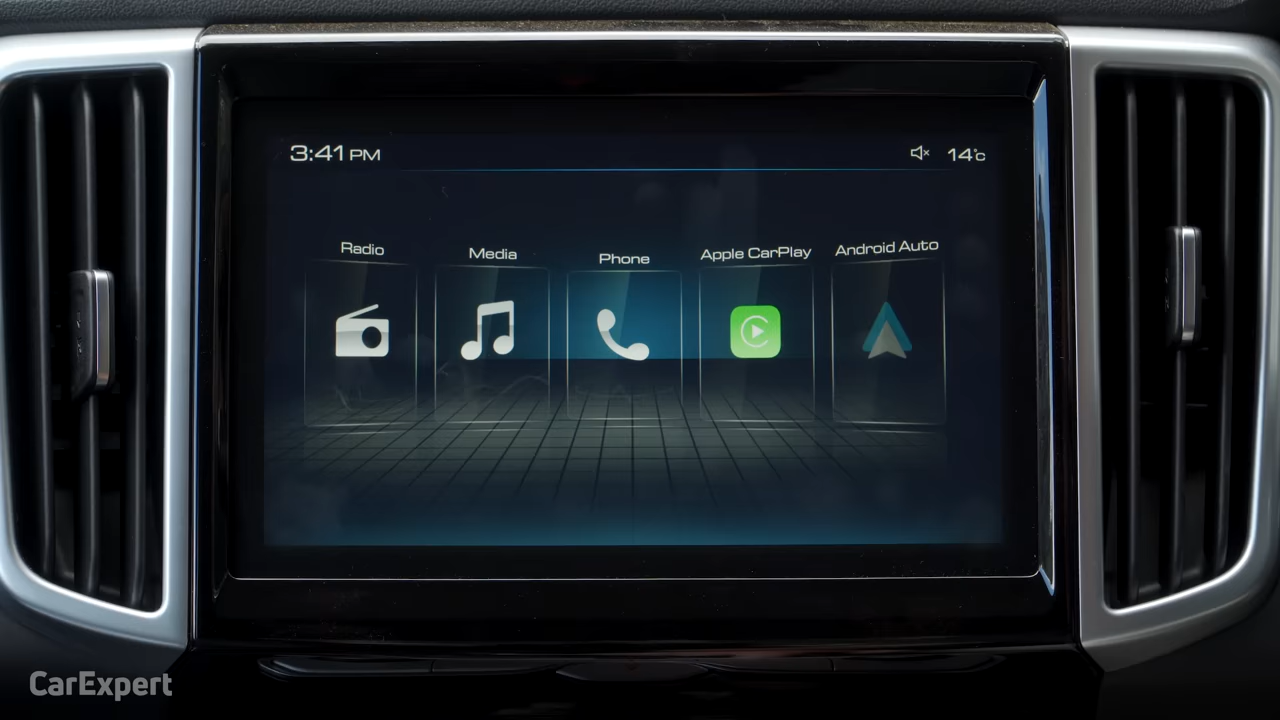 3:41 PM
14°c
Radio
Media
Phone
Apple CarPlay
Android Auto
CarExpert